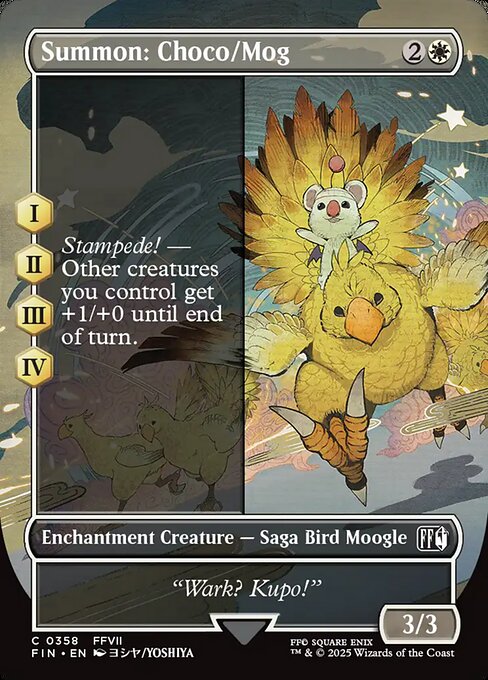 Summon: Choco/Mog
2
I
II
III
IV
Stampede! —
Other creatures
you control get
+1/+0 until end
of turn.
Enchantment Creature — Saga Bird Moogle
FF
“Wark? Kupo!”
3/3
C 0358 FFVII
FIN • EN ヨシヤ/YOSHIYA
FF© SQUARE ENIX
™ & © 2025 Wizards of the Coast